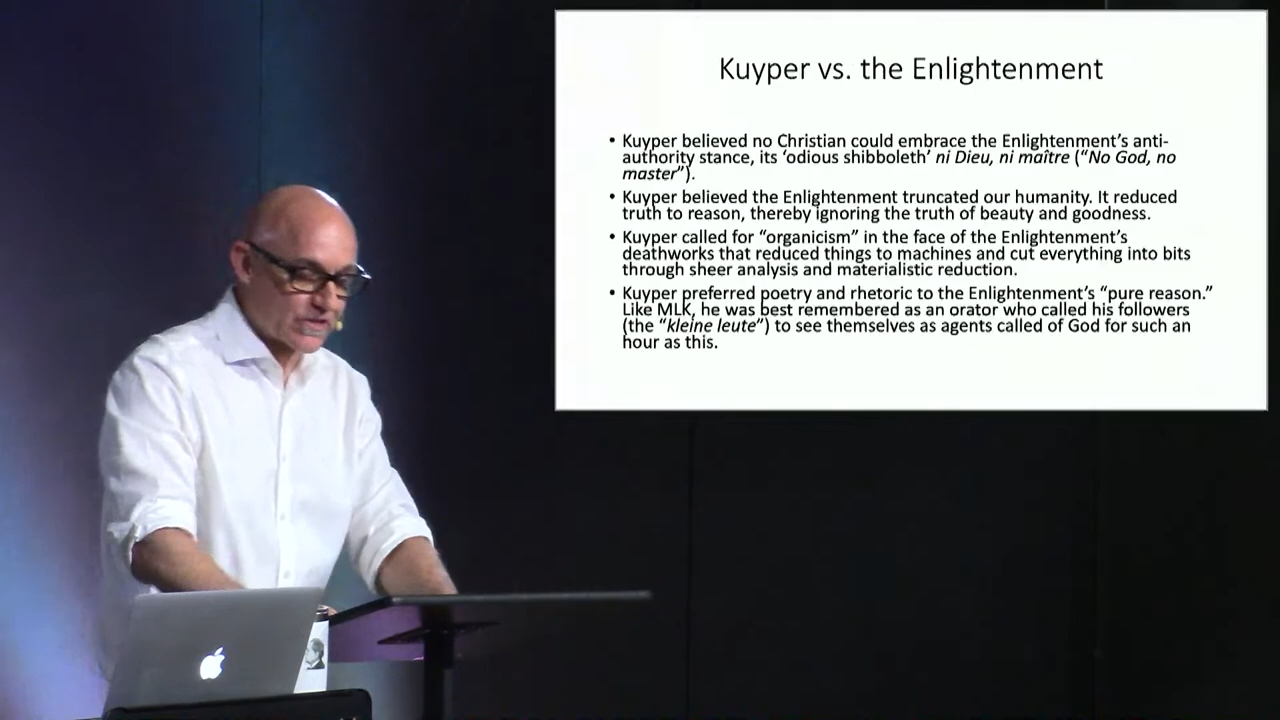 Kuyper vs. the Enlightenment
• Kuyper believed no Christian could embrace the Enlightenment’s anti-
authority stance, its ‘odious shibboleth’ ni Dieu, ni maître (“No God, no
master”).
• Kuyper believed the Enlightenment truncated our humanity. It reduced
truth to reason, thereby ignoring the truth of beauty and goodness.
• Kuyper called for “organicism” in the face of the Enlightenment’s
deathworks that reduced things to machines and cut everything into bits
through sheer analysis and materialistic reduction.
• Kuyper preferred poetry and rhetoric to the Enlightenment’s “pure reason.”
Like MLK, he was best remembered as an orator who called his followers
(the “kleine leute”) to see themselves as agents called of God for such an
hour as this.